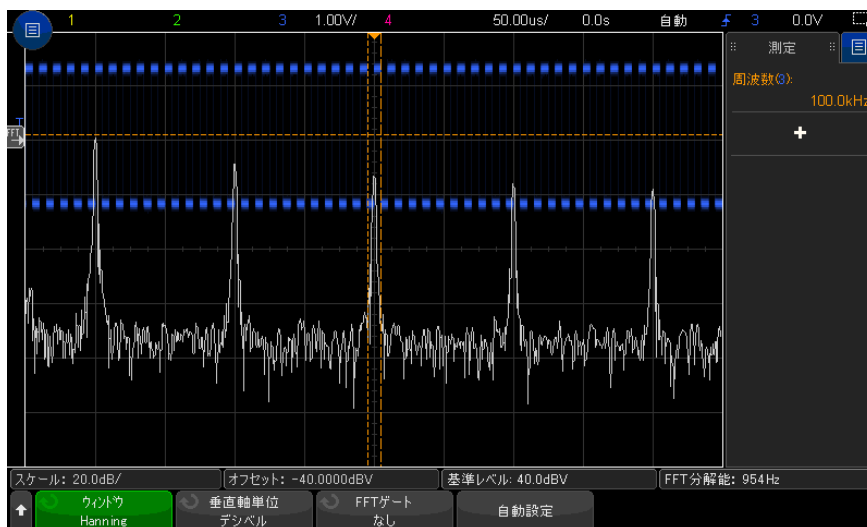 1 2 3 1.00V/ 4 50.00us/ 0.0s 自動 3 0.0V
測定
周波数(3):
100.0kHz
T
FFT
スケール: 20.0dB/ オフセット: -40.0000dBV 基準レベル: 40.0dBV FFT分解能: 954Hz
ウィンドウ 垂直軸単位 FFTゲート 自動設定
Hanning デシベル なし